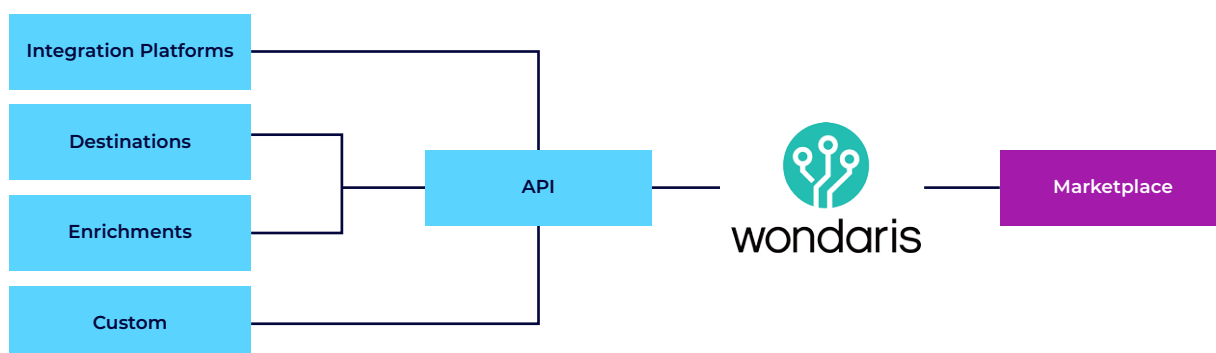 Integration Platforms
Destinations
Enrichments
Custom
API
wondaris
Marketplace